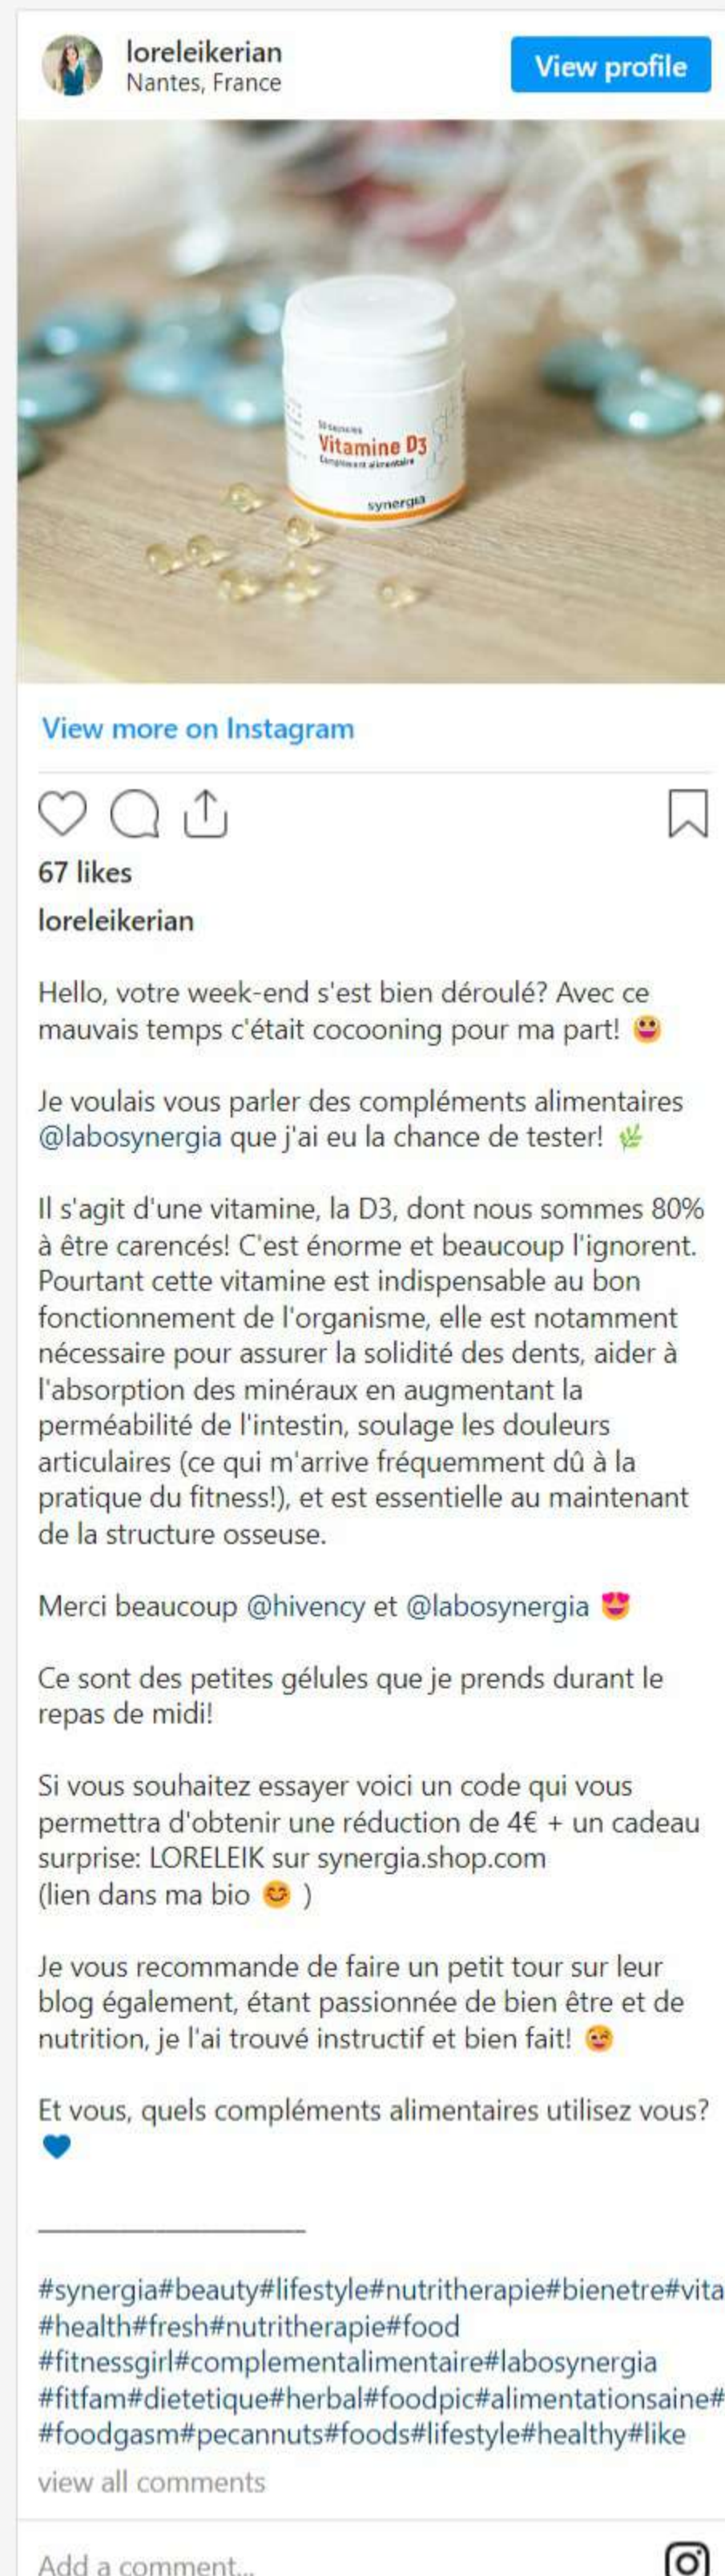 loreleikerian
Nantes, France
View profile
50 capsules
Vitamine D3
Complément alimentaire
synergia
View more on Instagram
67 likes
loreleikerian
Hello, votre week-end s'est bien déroulé? Avec ce
mauvais temps c'était cocooning pour ma part! 😀
Je voulais vous parler des compléments alimentaires
@labosynergia que j'ai eu la chance de tester! 🌿
Il s'agit d'une vitamine, la D3, dont nous sommes 80%
à être carencés! C'est énorme et beaucoup l'ignorent.
Pourtant cette vitamine est indispensable au bon
fonctionnement de l'organisme, elle est notamment
nécessaire pour assurer la solidité des dents, aider à
l'absorption des minéraux en augmentant la
perméabilité de l'intestin, soulage les douleurs
articulaires (ce qui m'arrive fréquemment dû à la
pratique du fitness!), et est essentielle au maintenant
de la structure osseuse.
Merci beaucoup @hivency et @labosynergia 😍
Ce sont des petites gélules que je prends durant le
repas de midi!
Si vous souhaitez essayer voici un code qui vous
permettra d'obtenir une réduction de 4€ + un cadeau
surprise: LORELEIK sur synergia.shop.com
(lien dans ma bio 😊 )
Je vous recommande de faire un petit tour sur leur
blog également, étant passionnée de bien être et de
nutrition, je l'ai trouvé instructif et bien fait! 😉
Et vous, quels compléments alimentaires utilisez vous?
💙
#synergia#beauty#lifestyle#nutritherapie#bienetre#vita
#health#fresh#nutritherapie#food
#fitnessgirl#complementalimentaire#labosynergia
#fitfam#dietetique#herbal#foodpic#alimentationsaine#
#foodgasm#pecannuts#foods#lifestyle#healthy#like
view all comments
Add a comment...